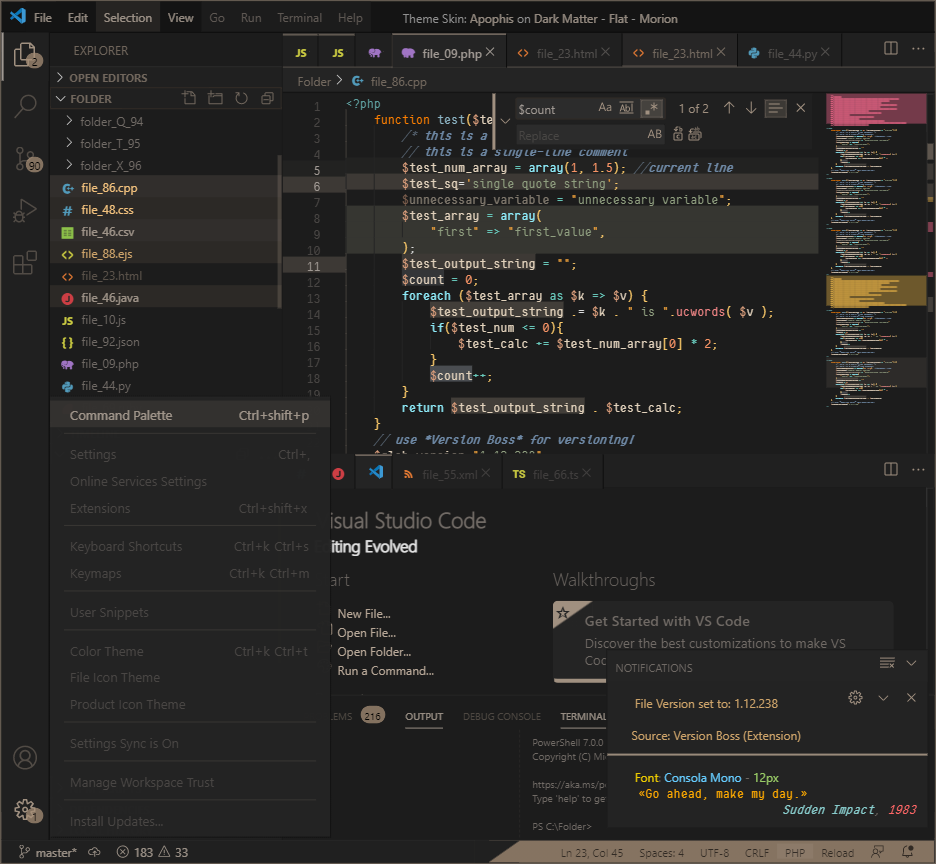 File Edit Selection View Go Run Terminal Help Theme Skin: Apophis on Dark Matter - Flat - Morion
2 EXPLORER
JS JS file_09.php file_23.html file_23.html file_44.py
OPEN EDITORS
Folder > file_86.cpp
FOLDER
folder_Q_94
folder_T_95
folder_X_96
90
file_86.cpp
# file_48.css
file_46.csv
file_88.ejs
file_23.html
file_46.java
JS file_10.js
{} file_92.json
file_09.php
file_44.py
$count Aa Abl .* 1 of 2
Replace AB
1 <?php
2 function test($te
3 /* this is a
4 // this is a single-line comment
5 $test_num_array = array(1, 1.5); //current line
6 $test_sq='single quote string';
7 $unnecessary_variable = "unnecessary variable";
8 $test_array = array(
9 "first" => "first_value",
10 );
11 $test_output_string = "";
12 $count = 0;
13 foreach ($test_array as $k => $v) {
14 $test_output_string .= $k . " is ".ucwords( $v );
15 if($test_num <= 0){
16 $test_calc += $test_num_array[0] * 2;
17 }
18 $count++;
19 }
return $test_output_string . $test_calc;
}
// use *Version Boss* for versioning!
Command Palette Ctrl+shift+p
Settings Ctrl+,
Online Services Settings
Extensions Ctrl+shift+x
Keyboard Shortcuts Ctrl+k Ctrl+s
Keymaps Ctrl+k Ctrl+m
User Snippets
Color Theme Ctrl+k Ctrl+t
File Icon Theme
Product Icon Theme
Settings Sync is On
Manage Workspace Trust
Install Updates...
file_55.xml TS file_66.ts
isual Studio Code
iting Evolved
art
New File...
Open File...
Open Folder...
Run a Command...
Walkthroughs
Get Started with VS Code
Discover the best customizations to make VS
Cod
LEMS 216 OUTPUT DEBUG CONSOLE TERMINAL
PowerShell 7.0.0
Copyright (C) Mi
https://aka.ms/p
Type 'help' to ge
PS C:\Folder>
NOTIFICATIONS
File Version set to: 1.12.238
Source: Version Boss (Extension)
Font: Consola Mono - 12px
«Go ahead, make my day.»
Sudden Impact, 1983
1
master* 183 33 Ln 23, Col 45 Spaces: 4 UTF-8 CRLF PHP Reload